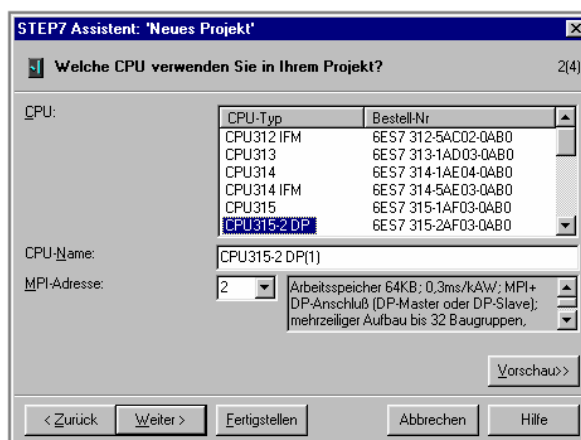 STEP7 Assistent: 'Neues Projekt'
Welche CPU verwenden Sie in Ihrem Projekt? 2(4)
CPU:
CPU-Typ Bestell-Nr
CPU312 IFM 6ES7 312-5AC02-0AB0
CPU313 6ES7 313-1AD03-0AB0
CPU314 6ES7 314-1AE04-0AB0
CPU314 IFM 6ES7 314-5AE03-0AB0
CPU315 6ES7 315-1AF03-0AB0
CPU315-2 DP 6ES7 315-2AF03-0AB0
CPU-Name: CPU315-2 DP(1)
MPI-Adresse: 2 Arbeitsspeicher 64KB; 0,3ms/kAW; MPI+
DP-Anschluß (DP-Master oder DP-Slave);
mehrzeiliger Aufbau bis 32 Baugruppen,
Vorschau>>
< Zurück Weiter > Fertigstellen Abbrechen Hilfe